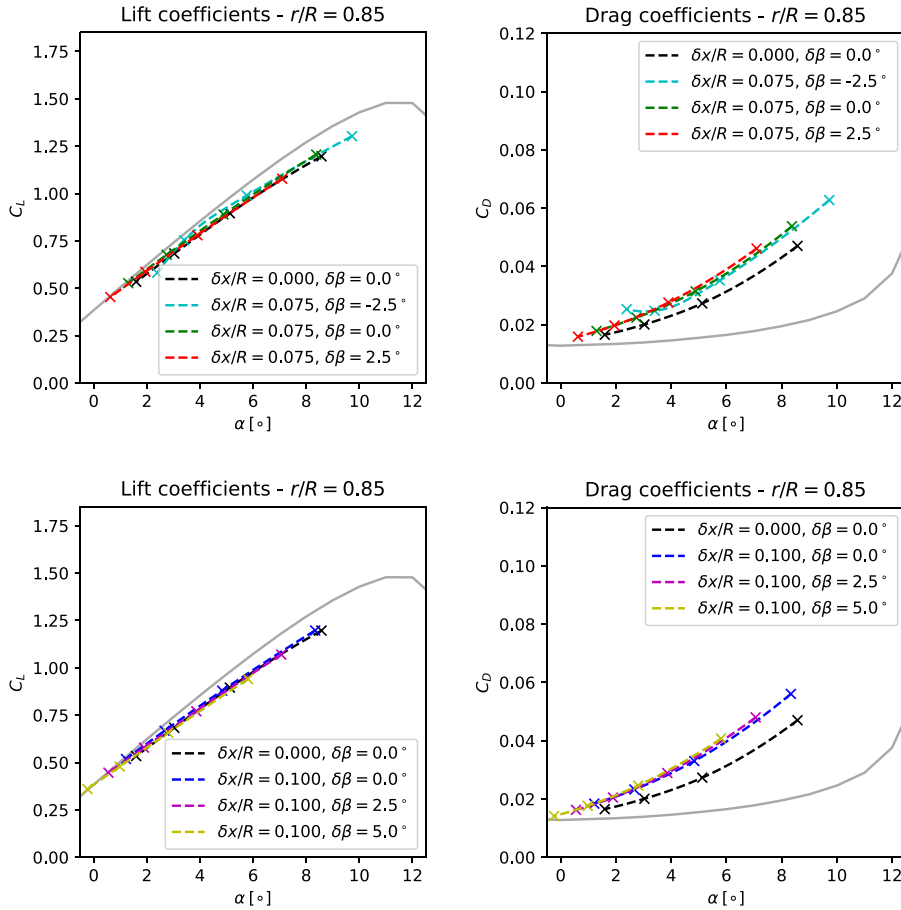 Lift coefficients - r/R = 0.85
1.75
1.50
1.25
1.00
0.75
0.50
0.25
0.00
C_L
0 2 4 6 8 10 12
α [∘]
δx/R = 0.000, δβ = 0.0°
δx/R = 0.075, δβ = -2.5°
δx/R = 0.075, δβ = 0.0°
δx/R = 0.075, δβ = 2.5°
Drag coefficients - r/R = 0.85
0.12
0.10
0.08
0.06
0.04
0.02
0.00
C_D
0 2 4 6 8 10 12
α [∘]
δx/R = 0.000, δβ = 0.0°
δx/R = 0.075, δβ = -2.5°
δx/R = 0.075, δβ = 0.0°
δx/R = 0.075, δβ = 2.5°
Lift coefficients - r/R = 0.85
1.75
1.50
1.25
1.00
0.75
0.50
0.25
0.00
C_L
0 2 4 6 8 10 12
α [∘]
δx/R = 0.000, δβ = 0.0°
δx/R = 0.100, δβ = 0.0°
δx/R = 0.100, δβ = 2.5°
δx/R = 0.100, δβ = 5.0°
Drag coefficients - r/R = 0.85
0.12
0.10
0.08
0.06
0.04
0.02
0.00
C_D
0 2 4 6 8 10 12
α [∘]
δx/R = 0.000, δβ = 0.0°
δx/R = 0.100, δβ = 0.0°
δx/R = 0.100, δβ = 2.5°
δx/R = 0.100, δβ = 5.0°